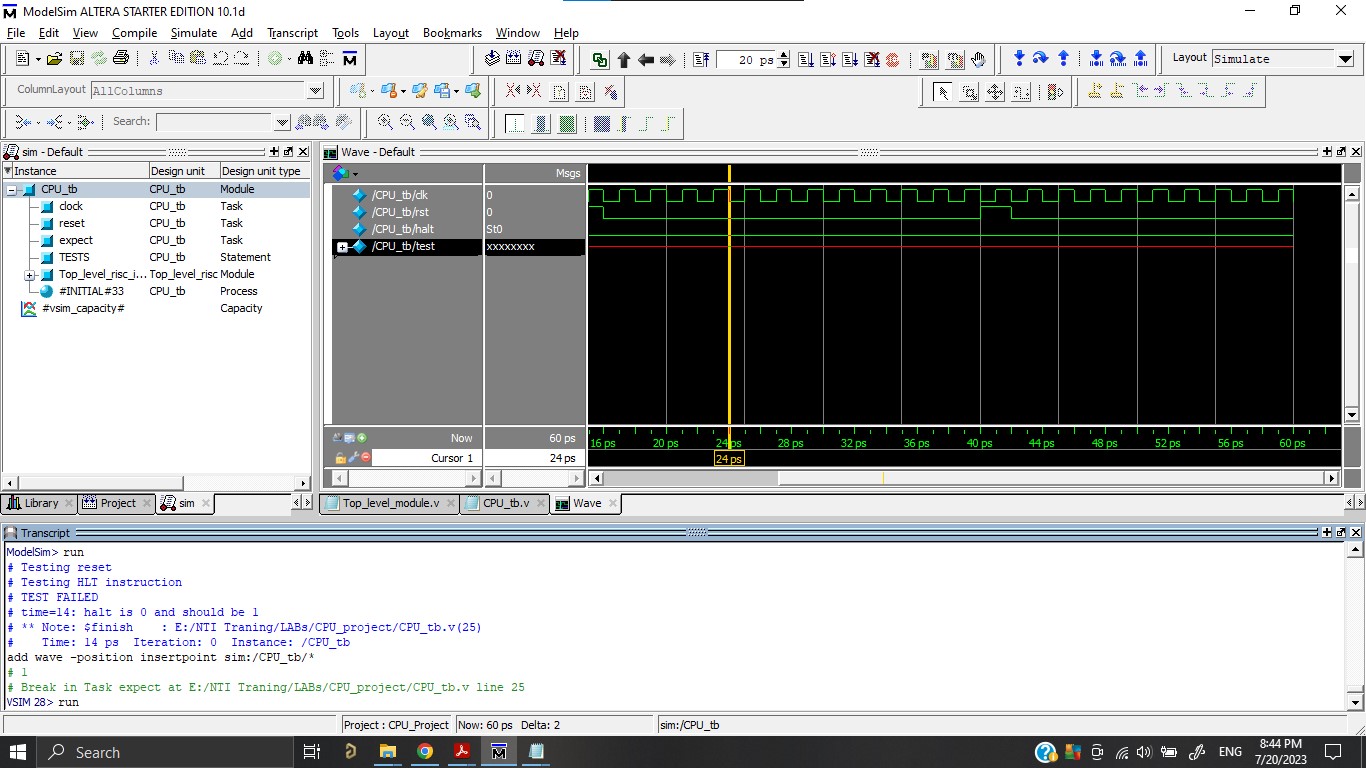 ModelSim ALTERA STARTER EDITION 10.1d
File Edit View Compile Simulate Add Transcript Tools Layout Bookmarks Window Help
20 ps Layout Simulate
ColumnLayout AllColumns
Search:
sim - Default
Wave - Default
Instance Design unit Design unit type
Msgs
CPU_tb CPU_tb Module
clock CPU_tb Task
reset CPU_tb Task
expect CPU_tb Task
TESTS CPU_tb Statement
Top_level_risc_i... Top_level_risc Module
#INITIAL#33 CPU_tb Process
#vsim_capacity# Capacity
/CPU_tb/clk 0
/CPU_tb/rst 0
/CPU_tb/halt St0
/CPU_tb/test xxxxxxxx
Now 60 ps 16 ps 20 ps 24 ps 28 ps 32 ps 36 ps 40 ps 44 ps 48 ps 52 ps 56 ps 60 ps
Cursor 1 24 ps 24 ps
Library Project sim
Top_level_module.v CPU_tb.v Wave
Transcript
ModelSim> run
# Testing reset
# Testing HLT instruction
# TEST FAILED
# time=14: halt is 0 and should be 1
# ** Note: $finish    : E:/NTI Traning/LABs/CPU_project/CPU_tb.v(25)
#    Time: 14 ps  Iteration: 0  Instance: /CPU_tb
add wave -position insertpoint sim:/CPU_tb/*
# 1
# Break in Task expect at E:/NTI Traning/LABs/CPU_project/CPU_tb.v line 25
VSIM 28> run
Project : CPU_Project Now: 60 ps Delta: 2 sim:/CPU_tb
Search
ENG
8:44 PM
7/20/2023